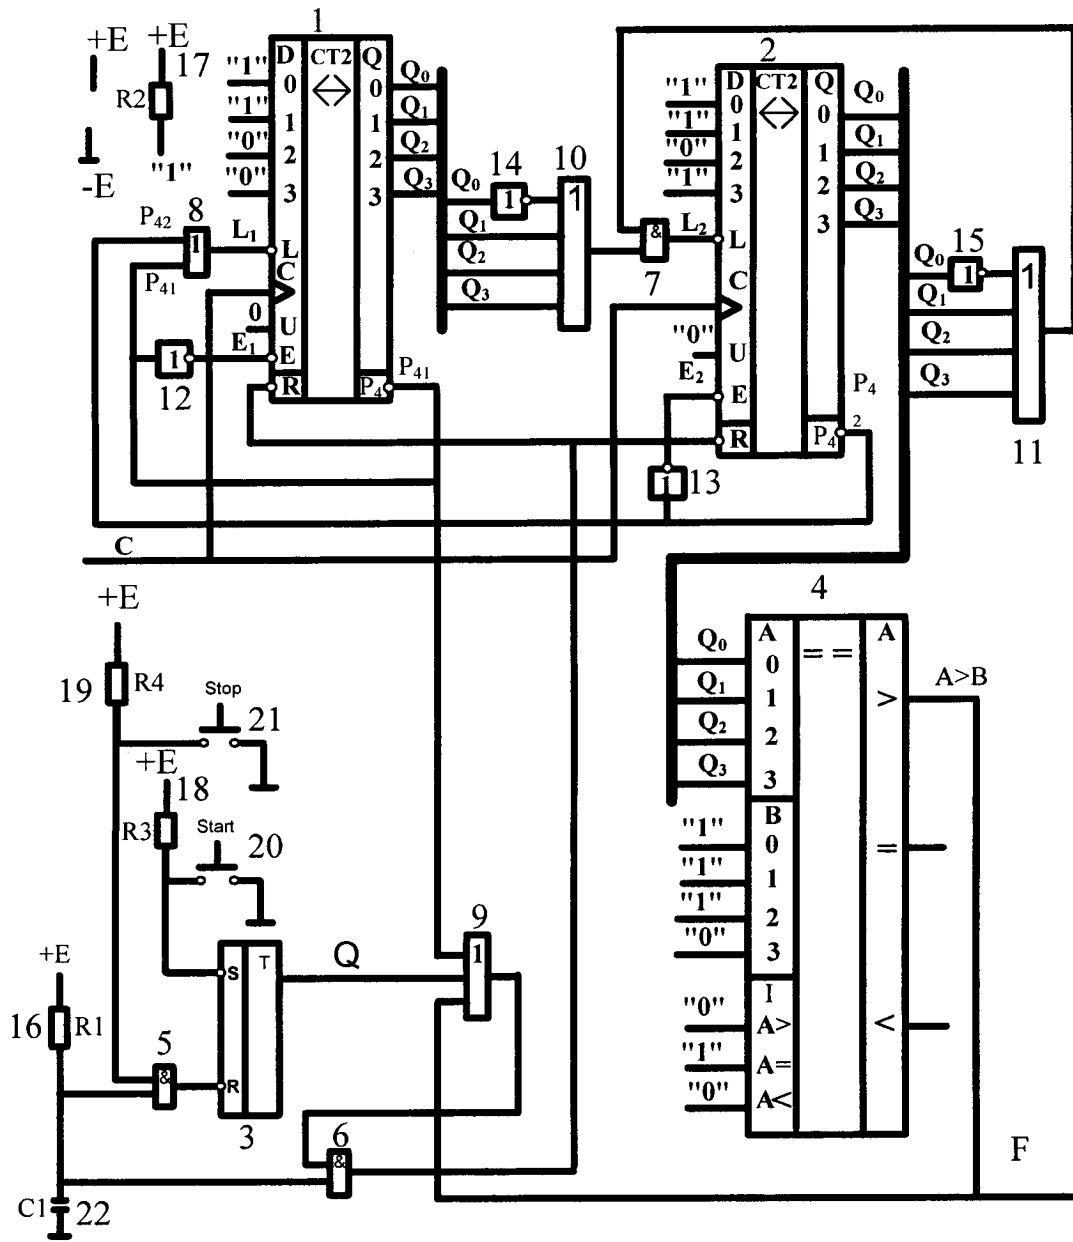 1
+E
+E
17
R2
"1"
-E
D
CT2
Q
"1" 0
"1" 1
"0" 2
"0" 3
<>
0 Q₀
1 Q₁
2 Q₂
3 Q₃
P₄₂
8
1
L₁
L
C
P₄₁
0
U
E₁
E
R
P₄
P₄₁
1
12
14
10
Q₀
1
1
Q₁
Q₂
Q₃
2
D
CT2
Q
"1" 0
"1" 1
"0" 2
"1" 3
<>
0 Q₀
1 Q₁
2 Q₂
3 Q₃
&
7
L₂
L
C
"0"
U
E₂
E
R
P₄
P₄
2
15
Q₀
1
1
Q₁
Q₂
Q₃
11
1
13
C
4
+E
19
R4
Stop
21
+E
18
R3
Start
20
A
= =
A
Q₀ 0
Q₁ 1
Q₂ 2
Q₃ 3
>
A>B
B
"1" 0
"1" 1
"1" 2
"0" 3
=
I
"0" A>
"1" A=
"0" A<
<
9
1
S
T
Q
+E
16
R1
5
&
R
3
6
&
C1
22
F